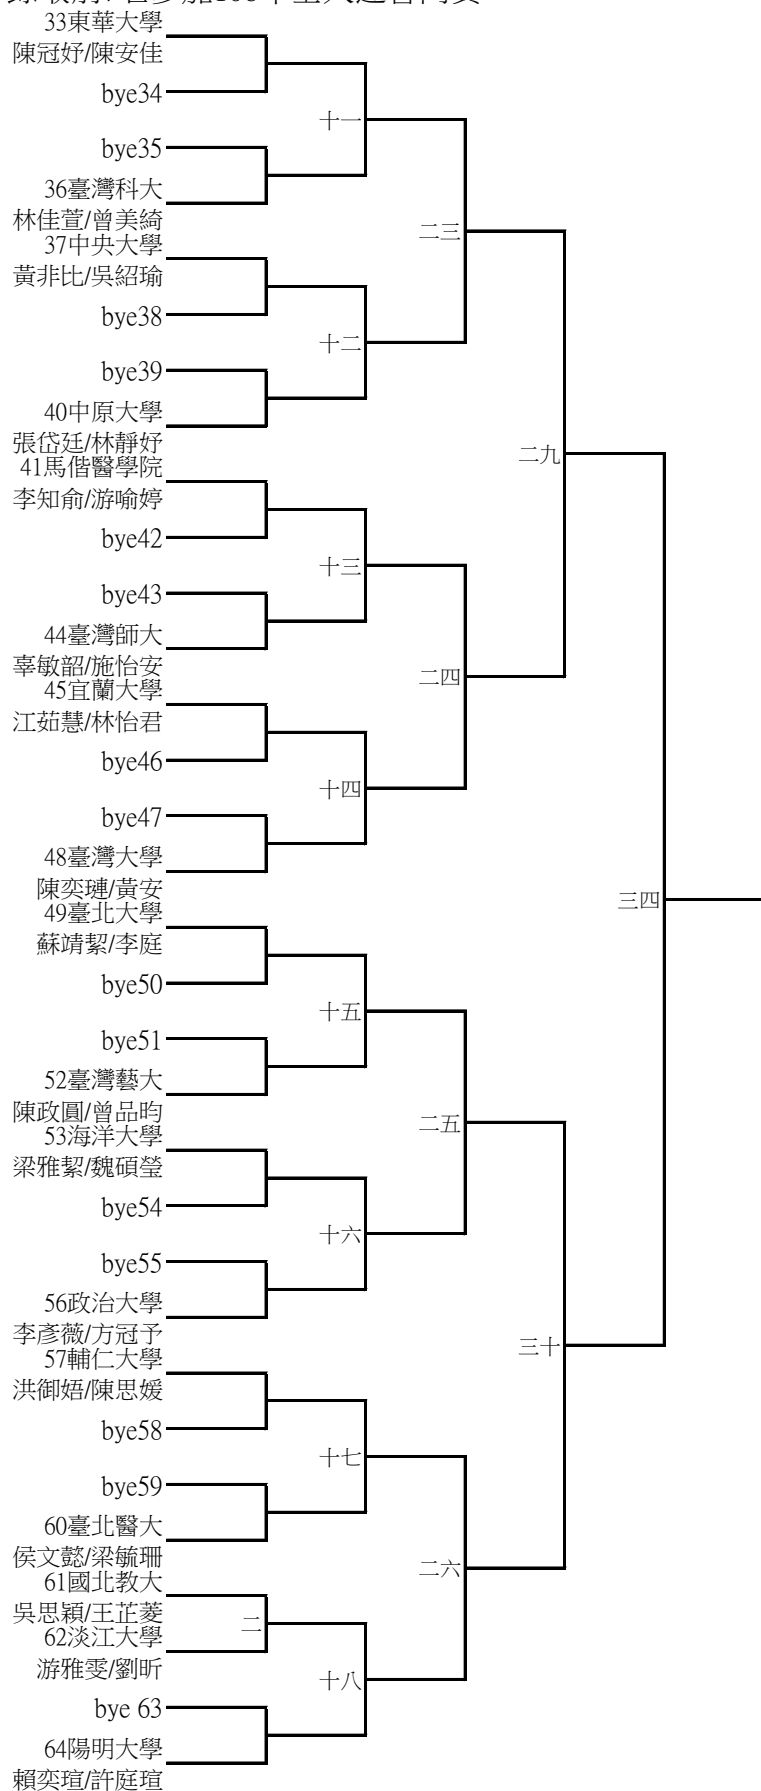 33東華大學
陳冠妤/陳安佳
bye34
十一
bye35
36臺灣科大
林佳萱/曾美綺
二三
37中央大學
黃非比/吳紹瑜
bye38
十二
bye39
40中原大學
張岱廷/林靜妤
二九
41馬偕醫學院
李知俞/游喻婷
bye42
十三
bye43
44臺灣師大
辜敏韶/施怡安
二四
45宜蘭大學
江茹慧/林怡君
bye46
十四
bye47
48臺灣大學
陳奕璉/黃安
三四
49臺北大學
蘇靖絜/李庭
bye50
十五
bye51
52臺灣藝大
陳政圓/曾品昀
二五
53海洋大學
梁雅絜/魏碩瑩
bye54
十六
bye55
56政治大學
李彥薇/方冠予
三十
57輔仁大學
洪御娪/陳思媛
bye58
十七
bye59
60臺北醫大
侯文懿/梁毓珊
二六
61國北教大
吳思穎/王芷菱
二
62淡江大學
游雅雯/劉昕
十八
bye 63
64陽明大學
賴奕瑄/許庭瑄